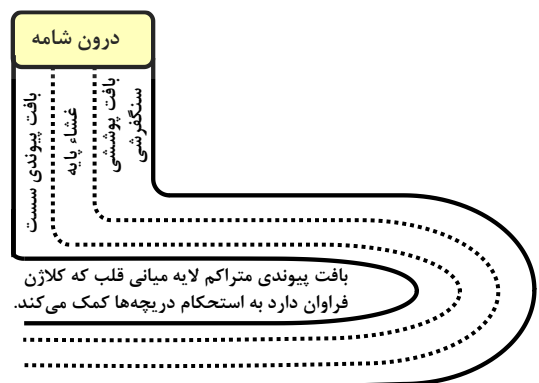 درون شامه
بافت پیوندی سست
غشاء پایه
بافت پوششی
سنگفرشی
بافت پیوندی متراکم لایه میانی قلب که کلاژن
فراوان دارد به استحکام دریچه‌ها کمک می‌کند.